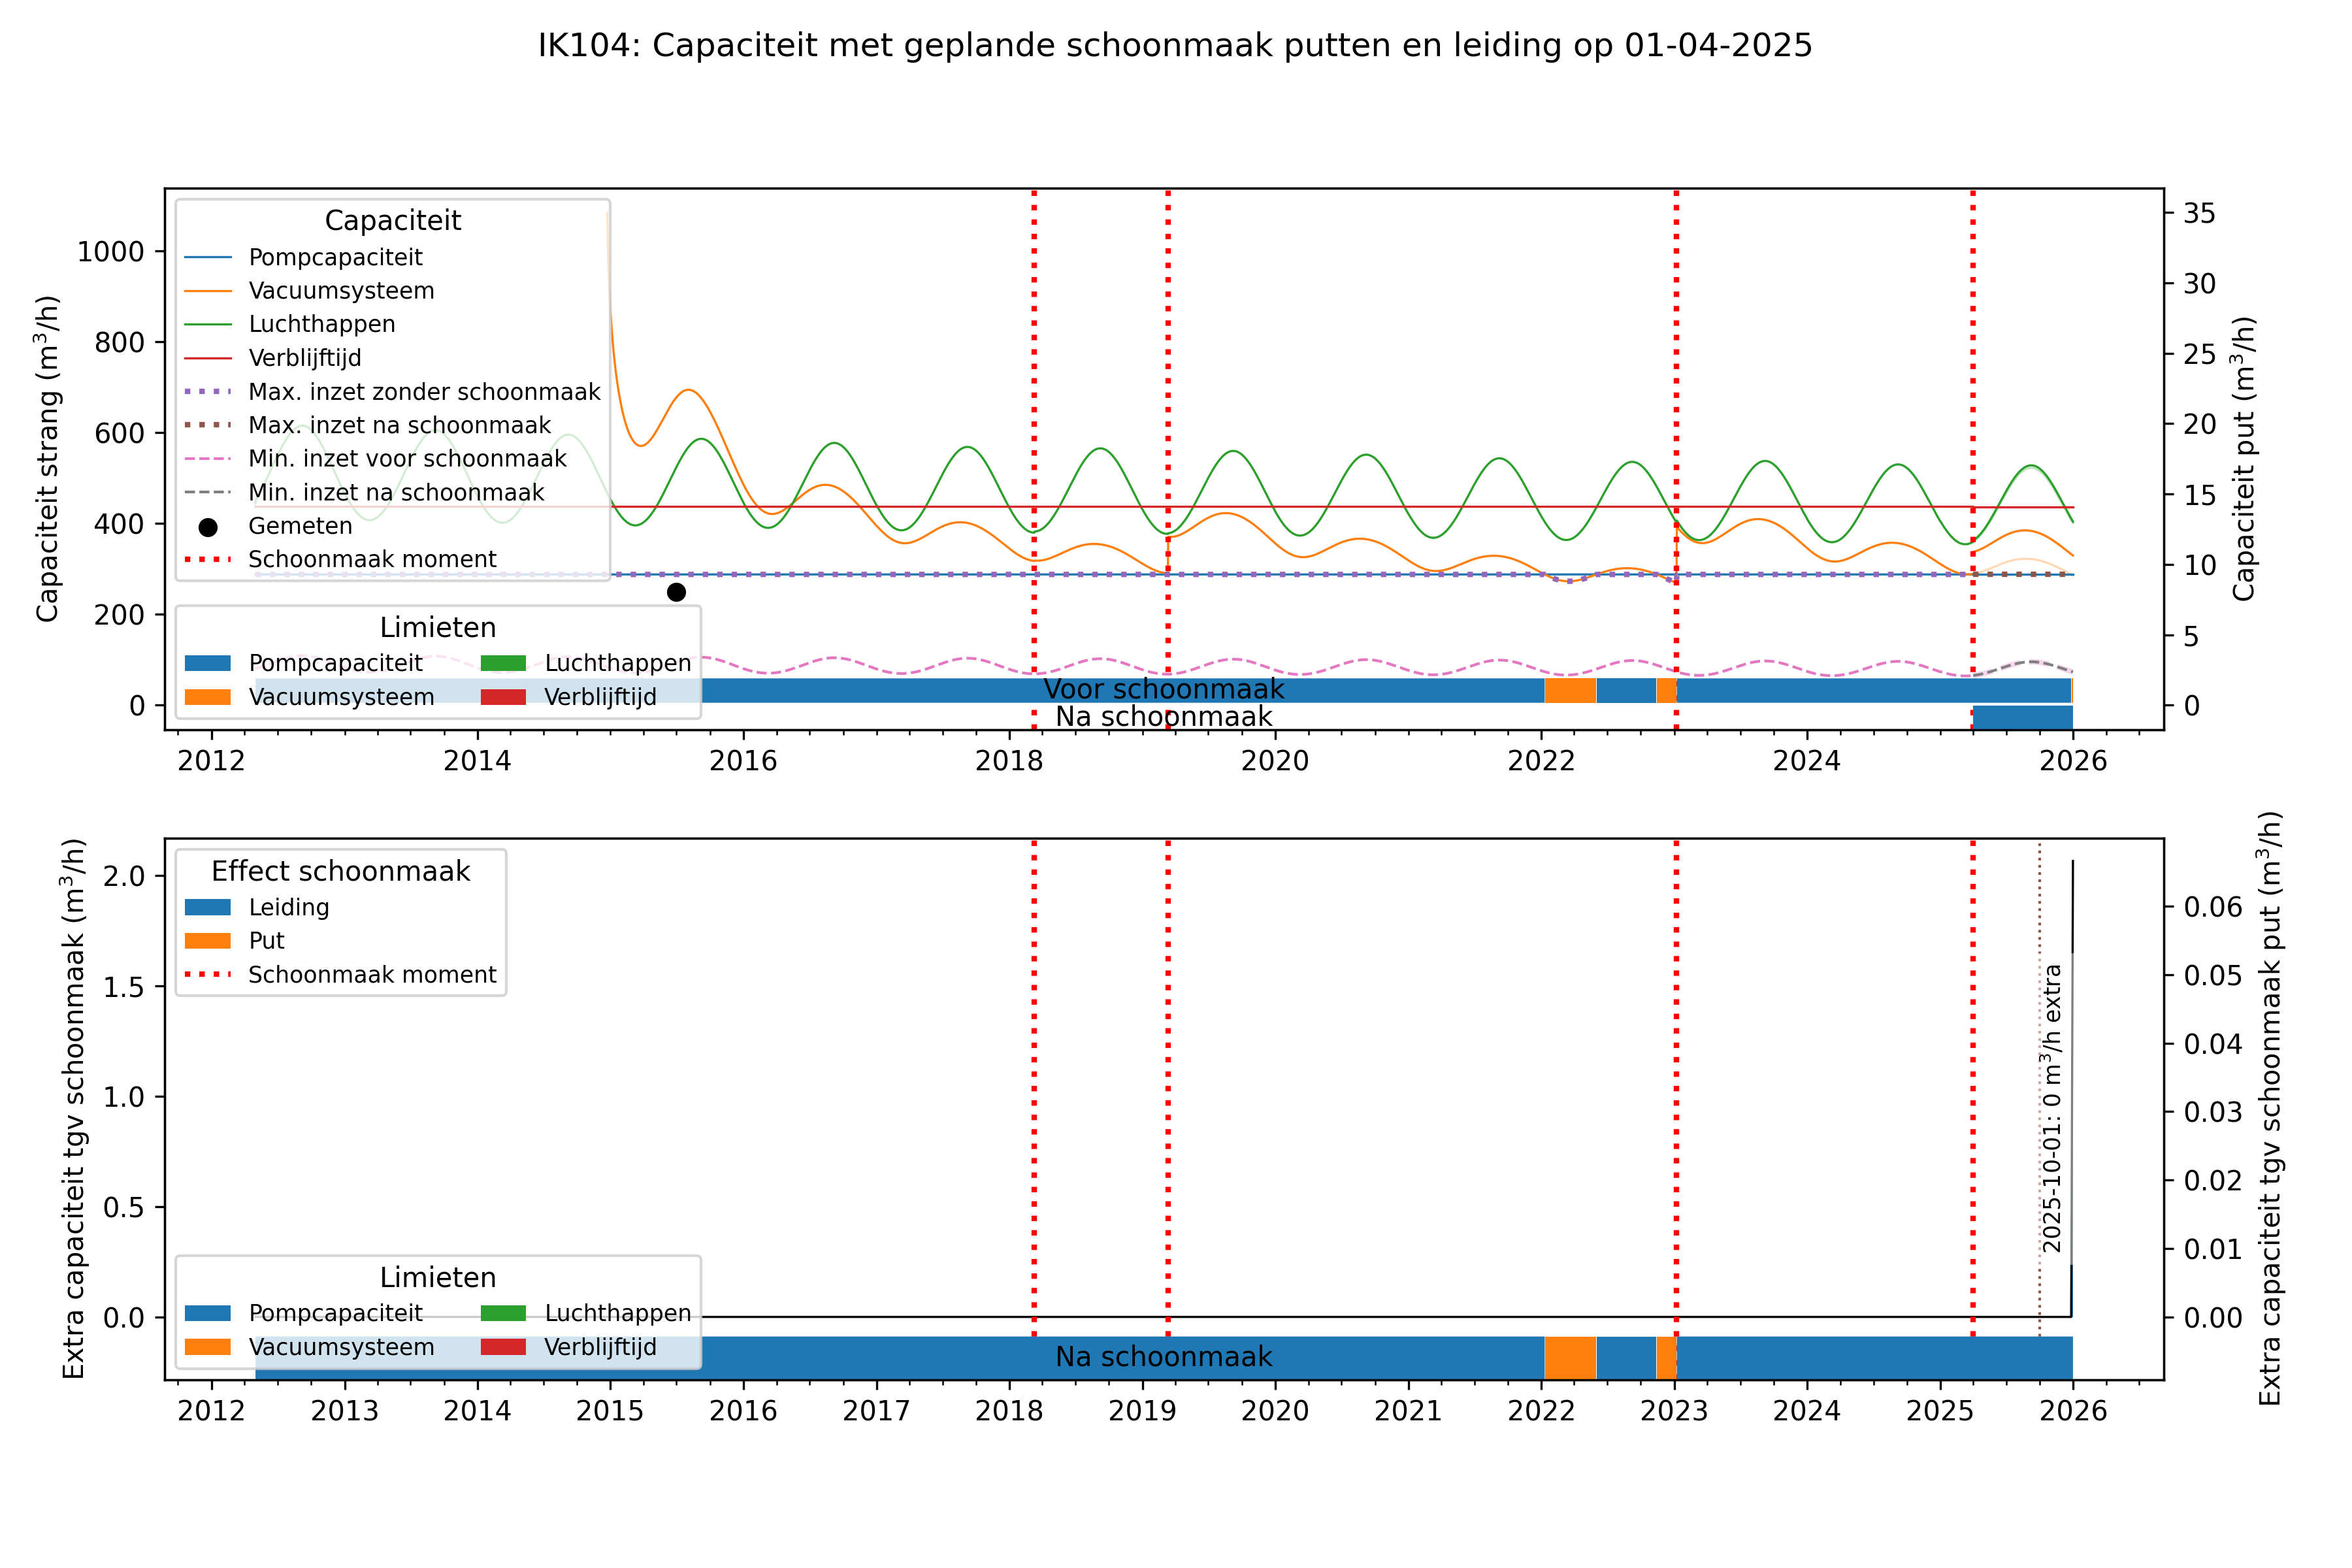 IK104: Capaciteit met geplande schoonmaak putten en leiding op 01-04-2025
Capaciteit strang (m³/h)
1000
800
600
400
200
0
Capaciteit
Pompcapaciteit
Vacuumsysteem
Luchthappen
Verblijftijd
Max. inzet zonder schoonmaak
Max. inzet na schoonmaak
Min. inzet voor schoonmaak
Min. inzet na schoonmaak
Gemeten
Schoonmaak moment
Limieten
Pompcapaciteit Luchthappen
Vacuumsysteem Verblijftijd
Voor schoonmaak
Na schoonmaak
35
30
25
20
15
10
5
0
Capaciteit put (m³/h)
2012 2014 2016 2018 2020 2022 2024 2026
Extra capaciteit tgv schoonmaak (m³/h)
2.0
1.5
1.0
0.5
0.0
Effect schoonmaak
Leiding
Put
Schoonmaak moment
Limieten
Pompcapaciteit Luchthappen
Vacuumsysteem Verblijftijd
Na schoonmaak
2025-10-01: 0 m³/h extra
0.06
0.05
0.04
0.03
0.02
0.01
0.00
Extra capaciteit tgv schoonmaak put (m³/h)
2012 2013 2014 2015 2016 2017 2018 2019 2020 2021 2022 2023 2024 2025 2026